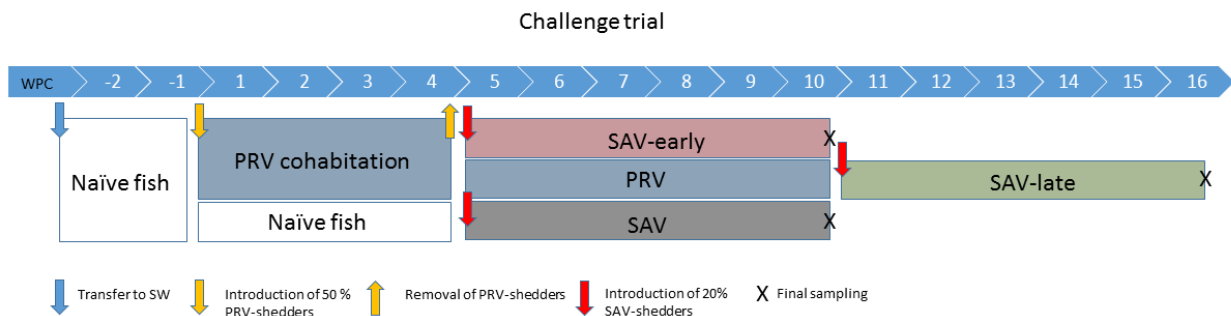 Challenge trial
WPC -2 -1 1 2 3 4 5 6 7 8 9 10 11 12 13 14 15 16
SAV-early
X
PRV cohabitation
Naïve fish
PRV
SAV-late
X
Naïve fish
SAV
X
Transfer to SW
Introduction of 50 %
PRV-shedders
Removal of PRV-shedders
Introduction of 20%
SAV-shedders
X Final sampling